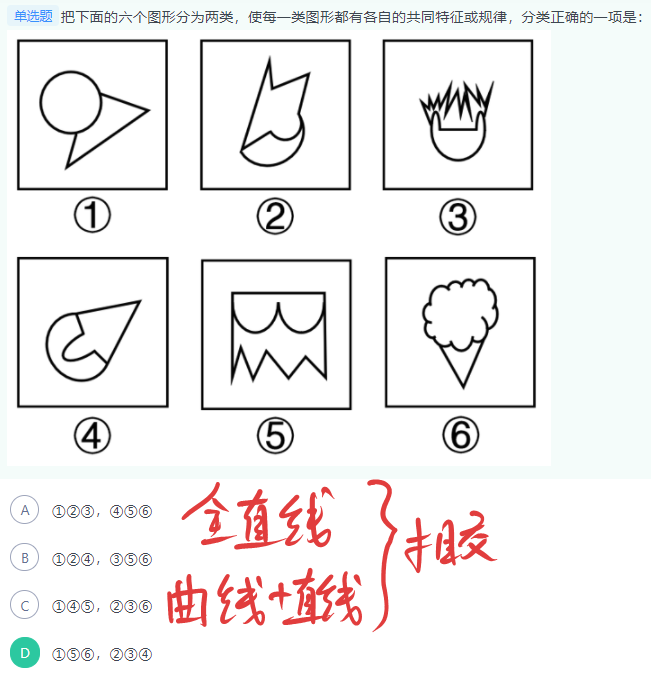 单选题 把下面的六个图形分为两类，使每一类图形都有各自的共同特征或规律，分类正确的一项是：
① ② ③
④ ⑤ ⑥
A ①②③，④⑤⑥
B ①②④，③⑤⑥
C ①④⑤，②③⑥
D ①⑤⑥，②③④
全直线
曲线+直线
相交